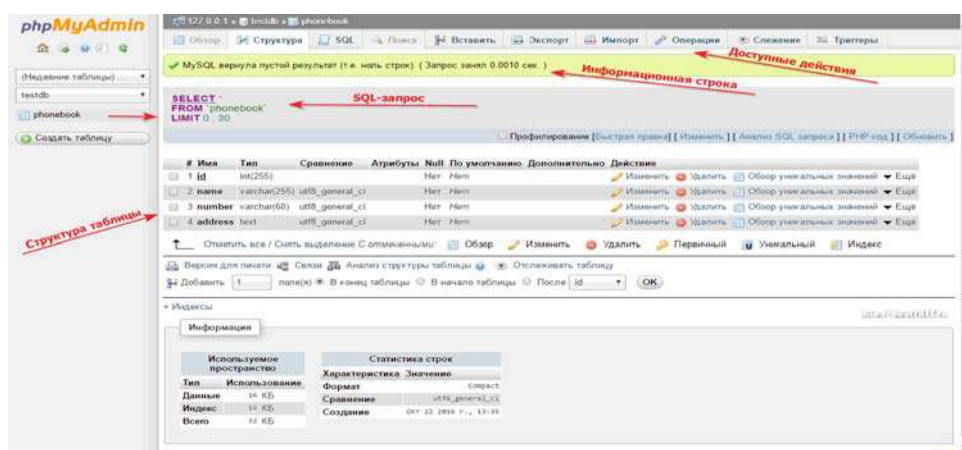 phpMyAdmin
127.0.0.1 » testdb » phonebook
Обзор Структура SQL Поиск Вставить Экспорт Импорт Операции Слежение Триггеры
Доступные действия
(Недавние таблицы)
testdb
phonebook
Создать таблицу
MySQL вернула пустой результат (т.е. ноль строк). ( Запрос занял 0.0010 сек. )
Информационная строка
SQL-запрос
SELECT *
FROM `phonebook`
LIMIT 0 , 30
Профилирование [Быстрая правка] [ Изменить ] [ Анализ SQL запроса ] [ PHP-код ] [ Обновить ]
# Имя Тип Сравнение Атрибуты Null По умолчанию Дополнительно Действие
1 id int(255) Нет Нет Изменить Удалить Обзор уникальных значений Ещё
2 name varchar(255) utf8_general_ci Нет Нет Изменить Удалить Обзор уникальных значений Ещё
3 number varchar(60) utf8_general_ci Нет Нет Изменить Удалить Обзор уникальных значений Ещё
4 address text utf8_general_ci Нет Нет Изменить Удалить Обзор уникальных значений Ещё
Структура таблицы
Отметить все / Снять выделение С отмеченными: Обзор Изменить Удалить Первичный Уникальный Индекс
Версия для печати Связи Анализ структуры таблицы Отслеживать таблицу
Добавить 1 поле(я) В конец таблицы В начало таблицы После id OK
+ Индексы
Информация
Используемое пространство
Тип Использование
Данные 16 КБ
Индекс 16 КБ
Всего 32 КБ
Статистика строк
Характеристика Значение
Формат Compact
Сравнение utf8_general_ci
Создание Окт 22 2016 г., 13:35